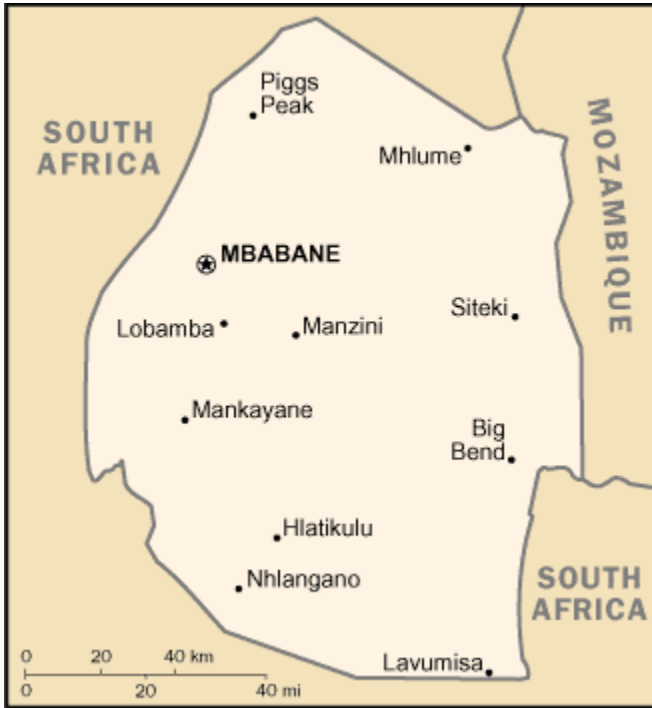 Piggs
Peak
SOUTH
AFRICA
MOZAMBIQUE
Mhlume
MBABANE
Siteki
Lobamba
Manzini
Mankayane
Big
Bend
Hlatikulu
Nhlangano
SOUTH
AFRICA
Lavumisa
0 20 40 km
0 20 40 mi